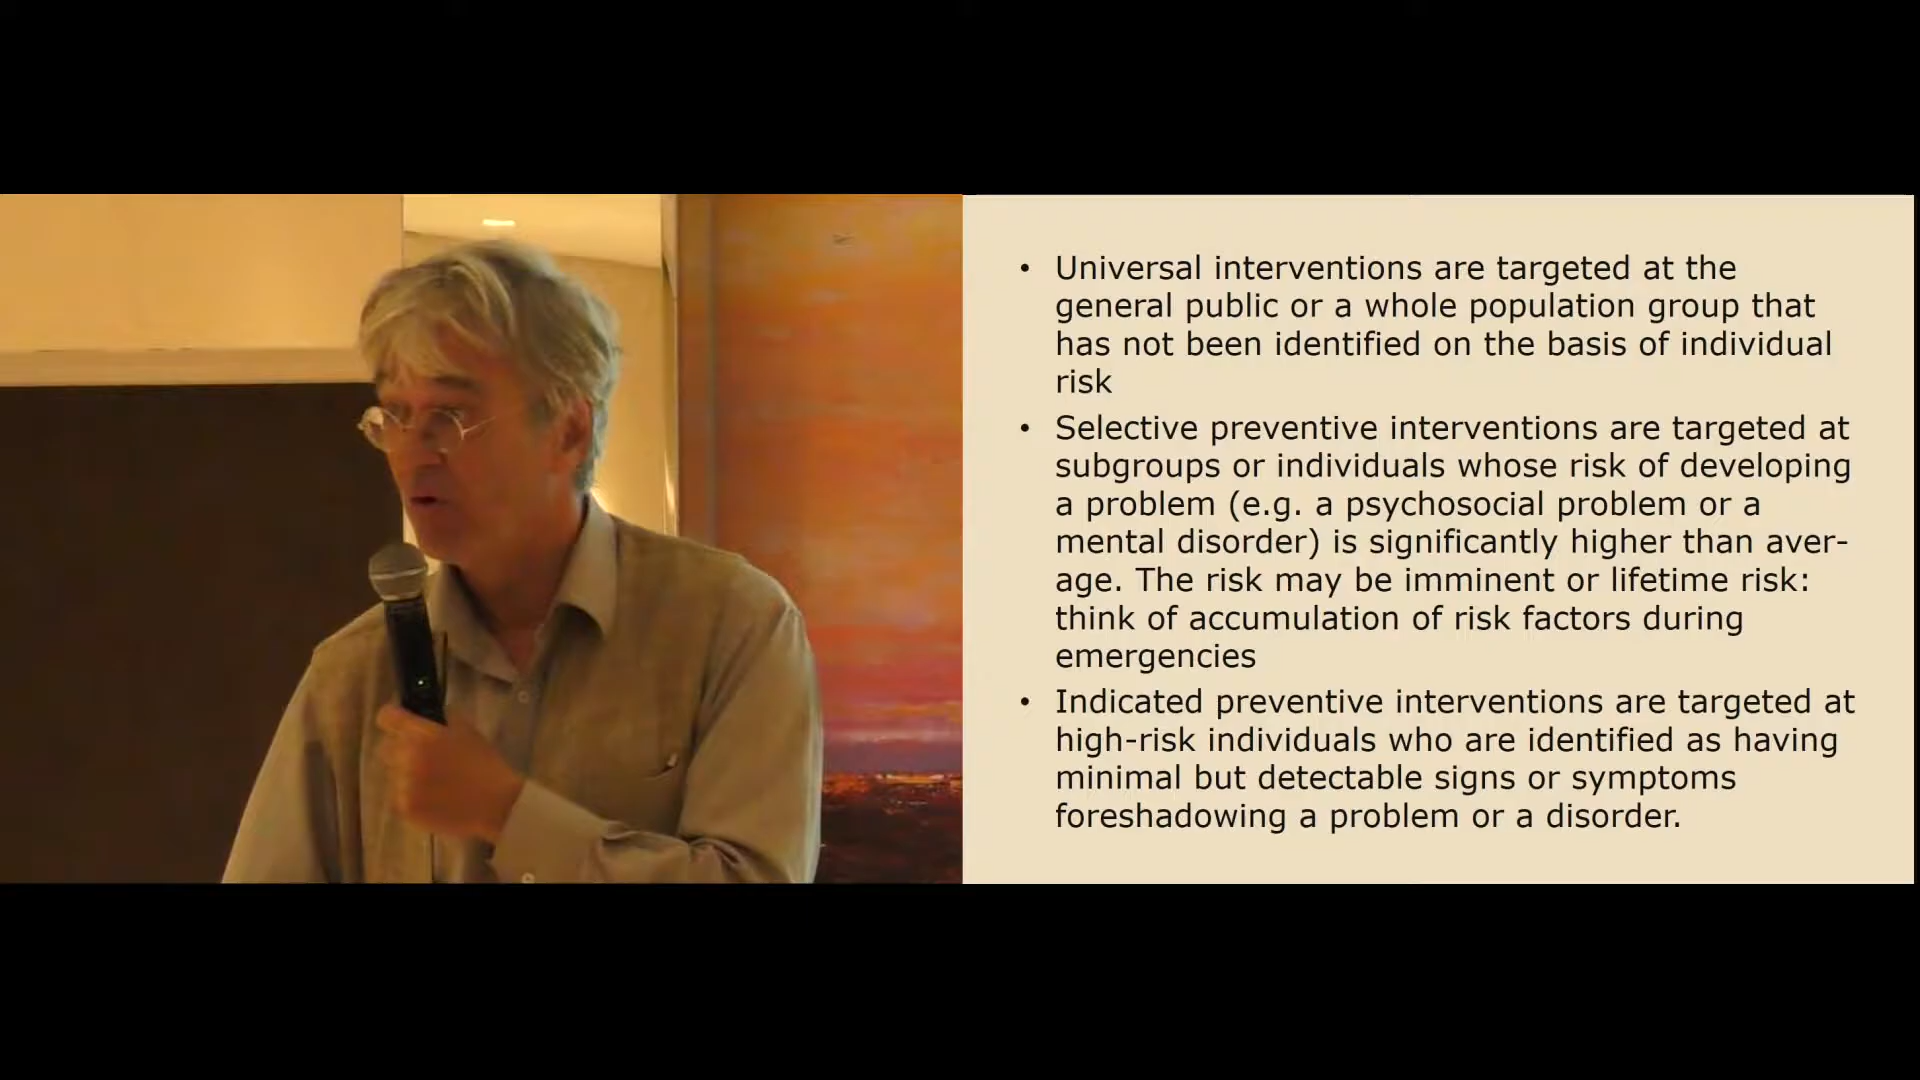 • Universal interventions are targeted at the
general public or a whole population group that
has not been identified on the basis of individual
risk
• Selective preventive interventions are targeted at
subgroups or individuals whose risk of developing
a problem (e.g. a psychosocial problem or a
mental disorder) is significantly higher than aver-
age. The risk may be imminent or lifetime risk:
think of accumulation of risk factors during
emergencies
• Indicated preventive interventions are targeted at
high-risk individuals who are identified as having
minimal but detectable signs or symptoms
foreshadowing a problem or a disorder.